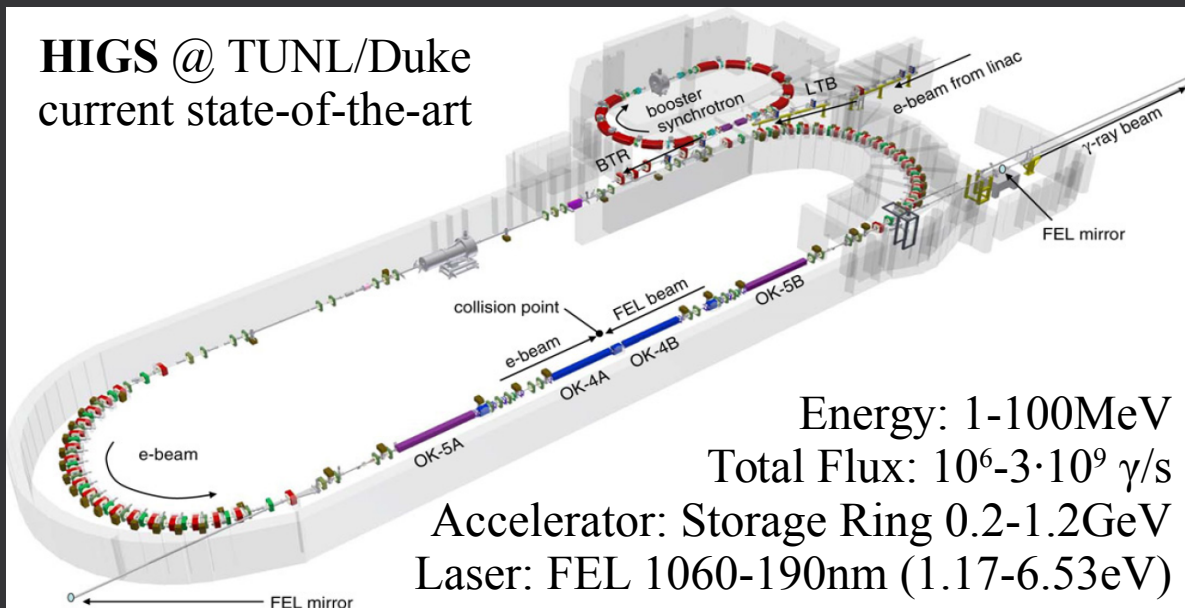 HIGS @ TUNL/Duke
current state-of-the-art
booster
synchrotron
LTB
e-beam from linac
BTR
γ-ray beam
FEL mirror
OK-5B
collision point
FEL beam
e-beam
OK-4B
OK-4A
OK-5A
e-beam
FEL mirror
Energy: 1-100MeV
Total Flux: 10⁶-3·10⁹ γ/s
Accelerator: Storage Ring 0.2-1.2GeV
Laser: FEL 1060-190nm (1.17-6.53eV)